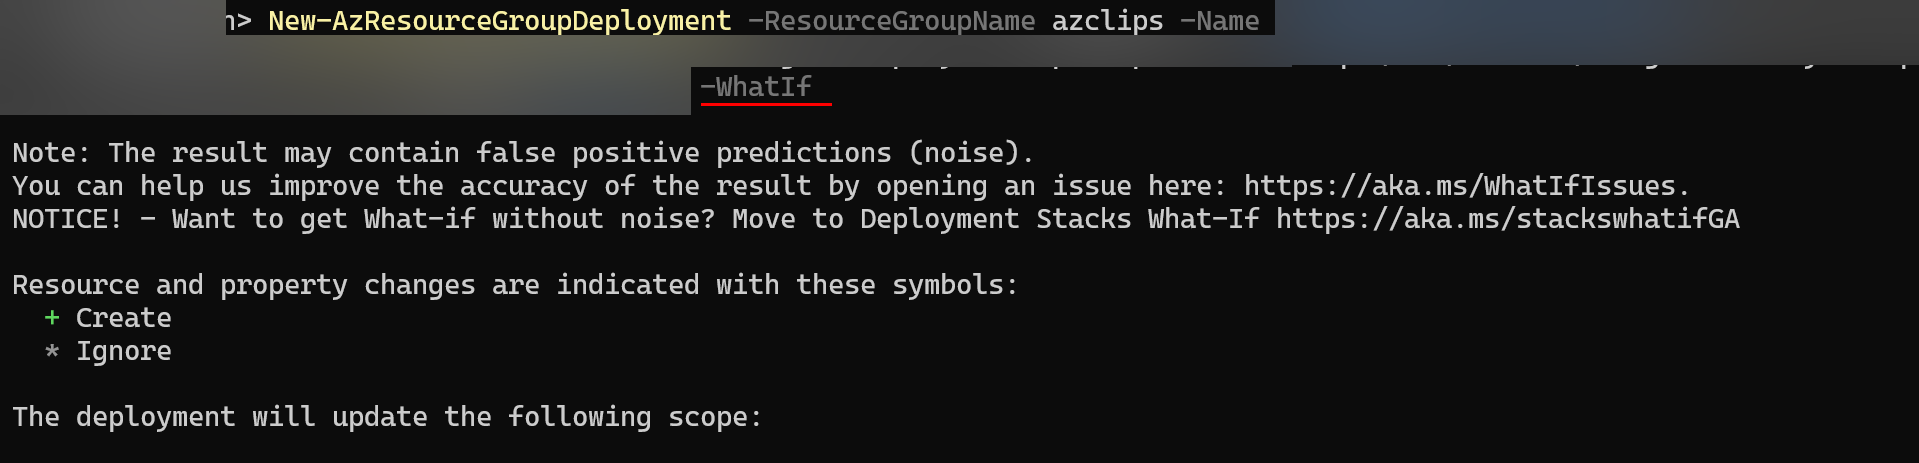 > New-AzResourceGroupDeployment -ResourceGroupName azclips -Name
-WhatIf
Note: The result may contain false positive predictions (noise).
You can help us improve the accuracy of the result by opening an issue here: https://aka.ms/WhatIfIssues.
NOTICE! - Want to get What-if without noise? Move to Deployment Stacks What-If https://aka.ms/stackswhatifGA
Resource and property changes are indicated with these symbols:
+ Create
* Ignore
The deployment will update the following scope: